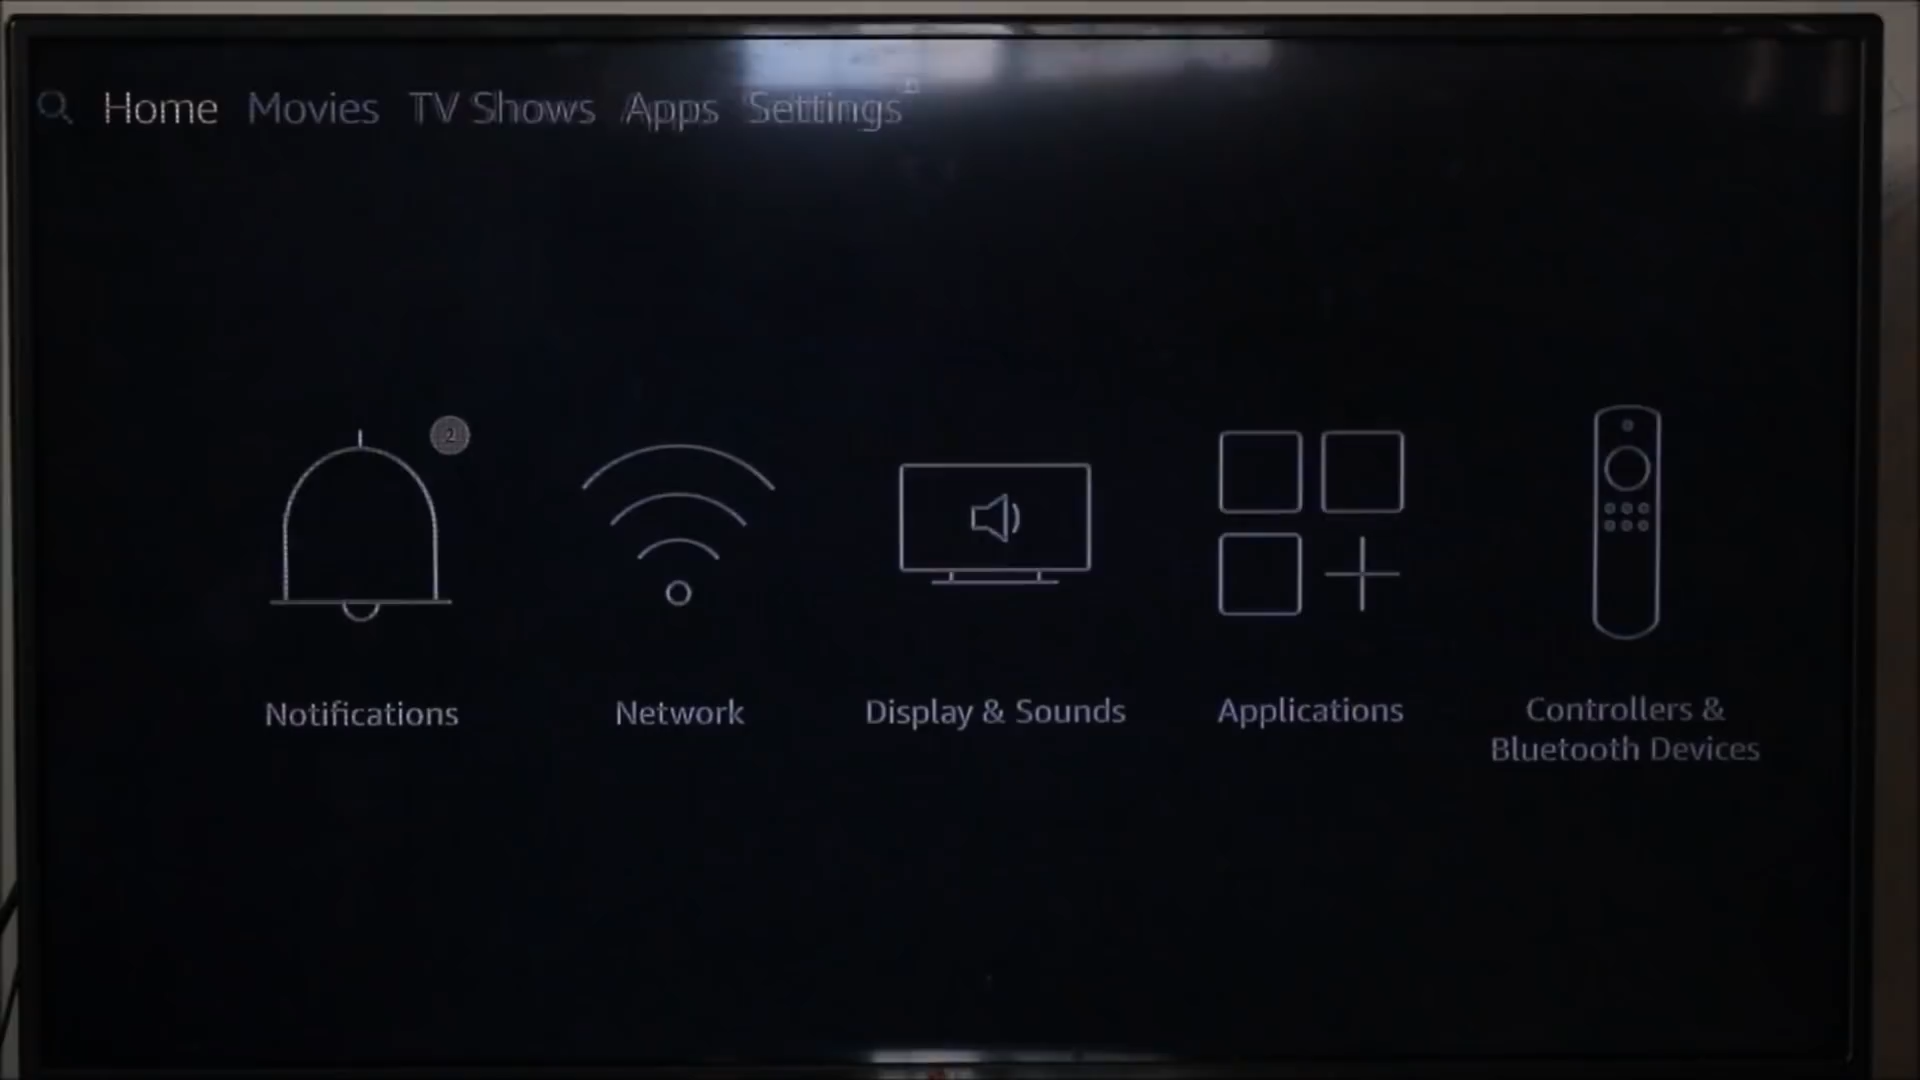 Home Movies TV Shows Apps Settings
2
Notifications
Network
Display & Sounds
Applications
Controllers &
Bluetooth Devices